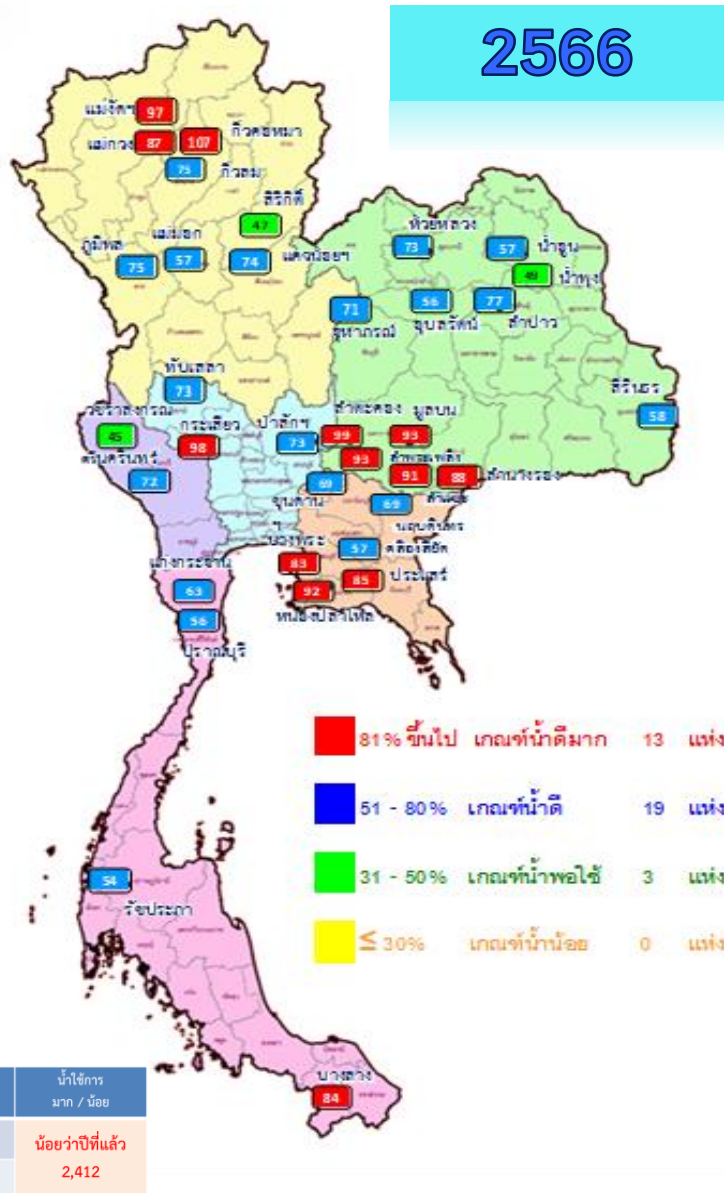 2566
แม่งัดฯ 97
แม่กวง 87 107 กิ่วคอหมา
75 กิ่วลม
สิริกิติ์
47
ภูมิพล แม่มอก
75 57 74 แควน้อยฯ
ห้วยหลวง
73 57 น้ำอูน
49 น้ำพุง
71 56 77
จุฬาภรณ์ อุบลรัตน์ ลำปาว
ทับเสลา
73
สิรินธร
58
วชิราลงกรณ กระเสียว ป่าสักฯ ลำตะคอง มูลบน
45 98 73 99 93
ศรีนครินทร์ 93 ลำพระเพลิง
72 69 91 88 ลำนางรอง
ขุนด่านฯ 69 ลำแชะ
นฤบดินทร
บางพระ 57 คลองสียัด
แก่งกระจาน 83
63 92 85 ประแสร์
56 หนองปลาไหล
ปราณบุรี
81% ขึ้นไป เกณฑ์น้ำดีมาก 13 แห่ง
51 - 80% เกณฑ์น้ำดี 19 แห่ง
31 - 50% เกณฑ์น้ำพอใช้ 3 แห่ง
≤ 30% เกณฑ์น้ำน้อย 0 แห่ง
54
รัชประภา
บางลาง
84
น้ำใช้การ
มาก / น้อย
น้อยว่าปีที่แล้ว
2,412